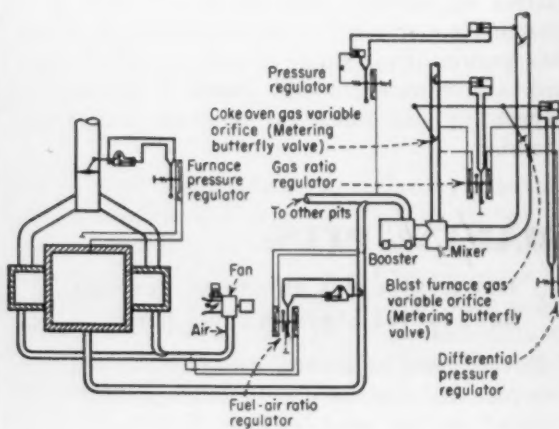 Pressure
regulator
Coke oven gas variable
orifice (Metering
butterfly valve)
Gas ratio
regulator
Furnace
pressure
regulator
To other pits
Booster
Mixer
Fan
Air
Blast furnace gas
variable orifice
(Metering butterfly
valve)
Differential
pressure
regulator
Fuel-air ratio
regulator